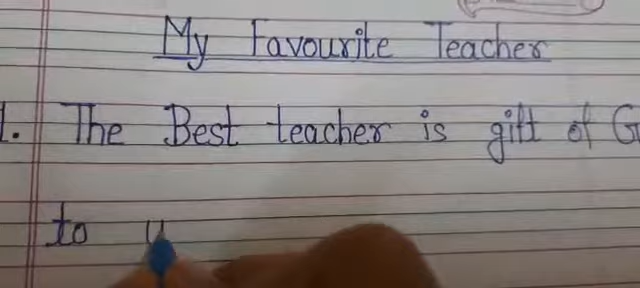 My Favourite Teacher
1. The Best teacher is gift of G
to u